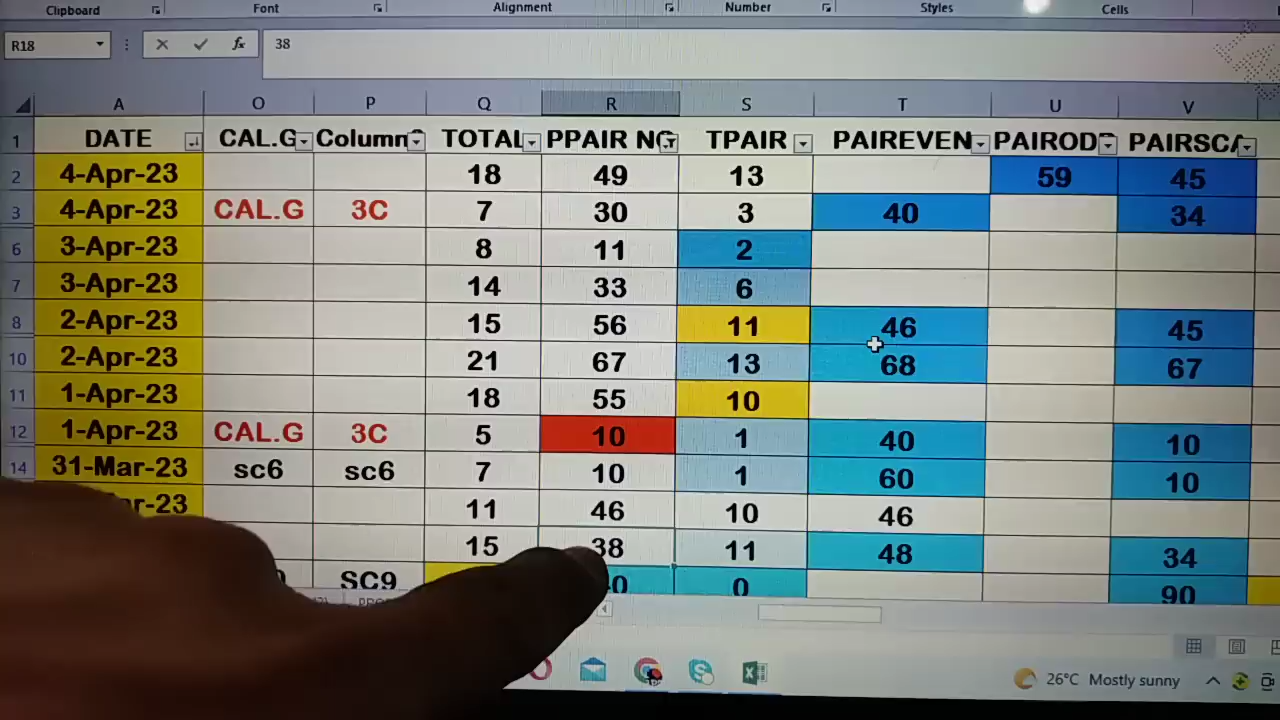 Clipboard Font Alignment Number Styles Cells
R18 fx 38
A O P Q R S T U V
1 DATE CAL.G Column TOTAL PPAIR NO TPAIR PAIREVEN PAIROD PAIRSCA
2 4-Apr-23 18 49 13 59 45
3 4-Apr-23 CAL.G 3C 7 30 3 40 34
6 3-Apr-23 8 11 2
7 3-Apr-23 14 33 6
8 2-Apr-23 15 56 11 46 45
10 2-Apr-23 21 67 13 68 67
11 1-Apr-23 18 55 10
12 1-Apr-23 CAL.G 3C 5 10 1 40 10
14 31-Mar-23 sc6 sc6 7 10 1 60 10
r-23 11 46 10 46
15 38 11 48 34
SC9 0 0 90
26°C Mostly sunny